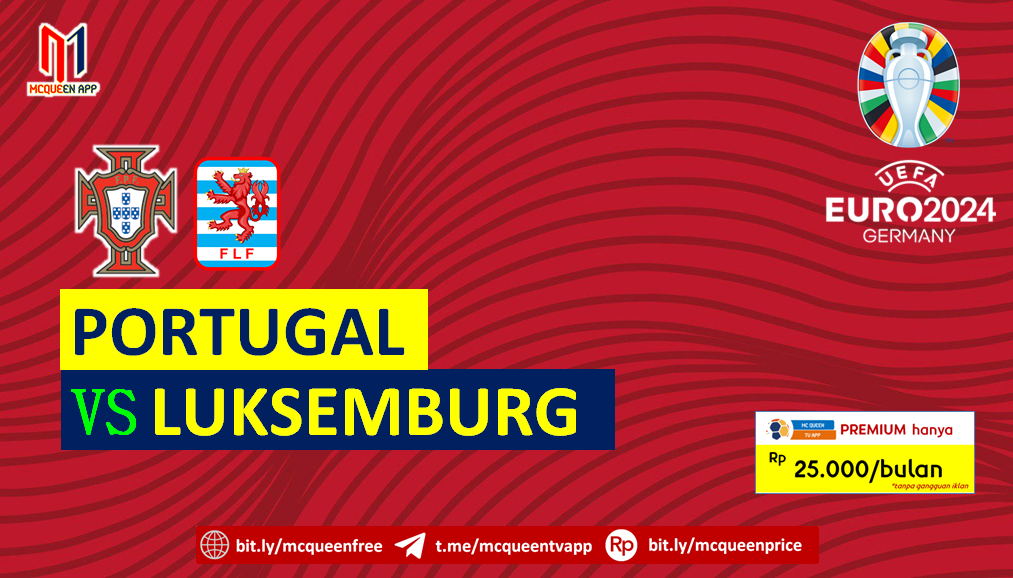 MCQUEEN APP
FPF
FLF
PORTUGAL
VS LUKSEMBURG
UEFA
EURO2024
GERMANY
MC QUEEN
TV APP
PREMIUM hanya
Rp 25.000/bulan
*tanpa gangguan iklan
bit.ly/mcqueenfree
t.me/mcqueentvapp
Rp
bit.ly/mcqueenprice